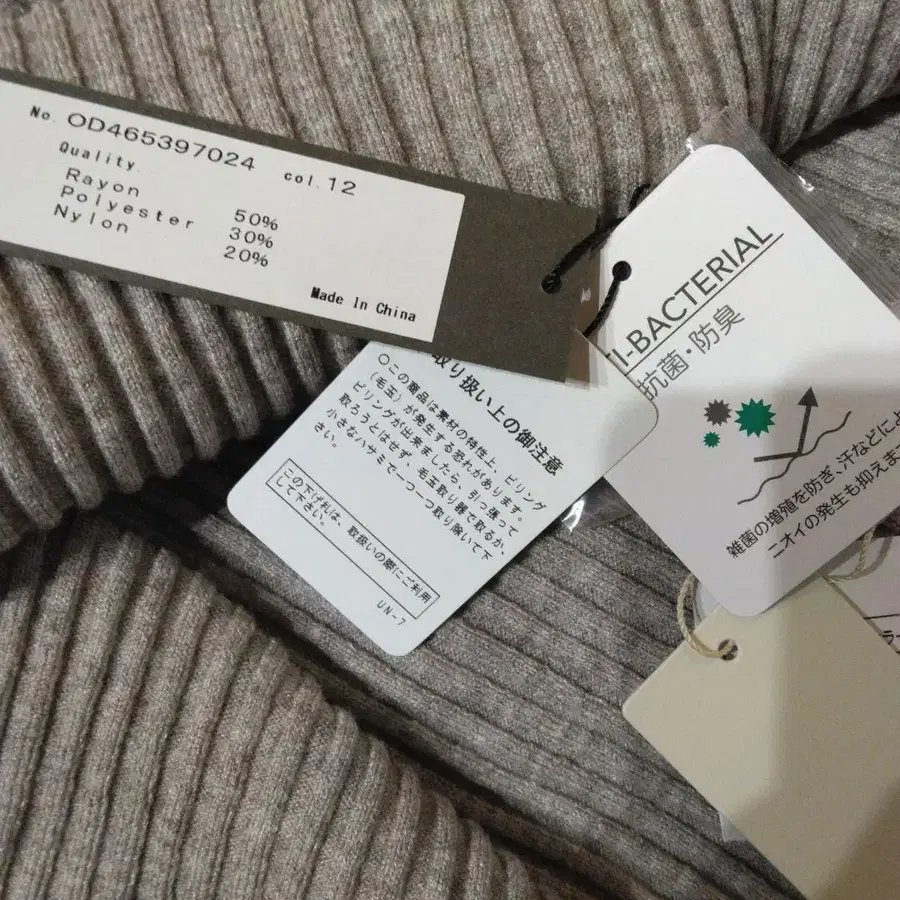 No. OD465397024 col.12
Quality
Rayon 50%
Polyester 30%
Nylon 20%
Made In China
取り扱い上の御注意
○この商品は素材の特性上、ピリング
(毛玉)が発生する恐れがあります。
ピリングが出来ましたら、引っ張って
取ろうとはせず、毛玉取り器で取るか、
小さなハサミで一つ一つ取り除いて下
さい。
この下げ札は、取扱いの際にご利用
して下さい。
UN-7
TI-BACTERIAL
抗菌・防臭
雑菌の増殖を防ぎ、汗などによ
ニオイの発生も抑えま